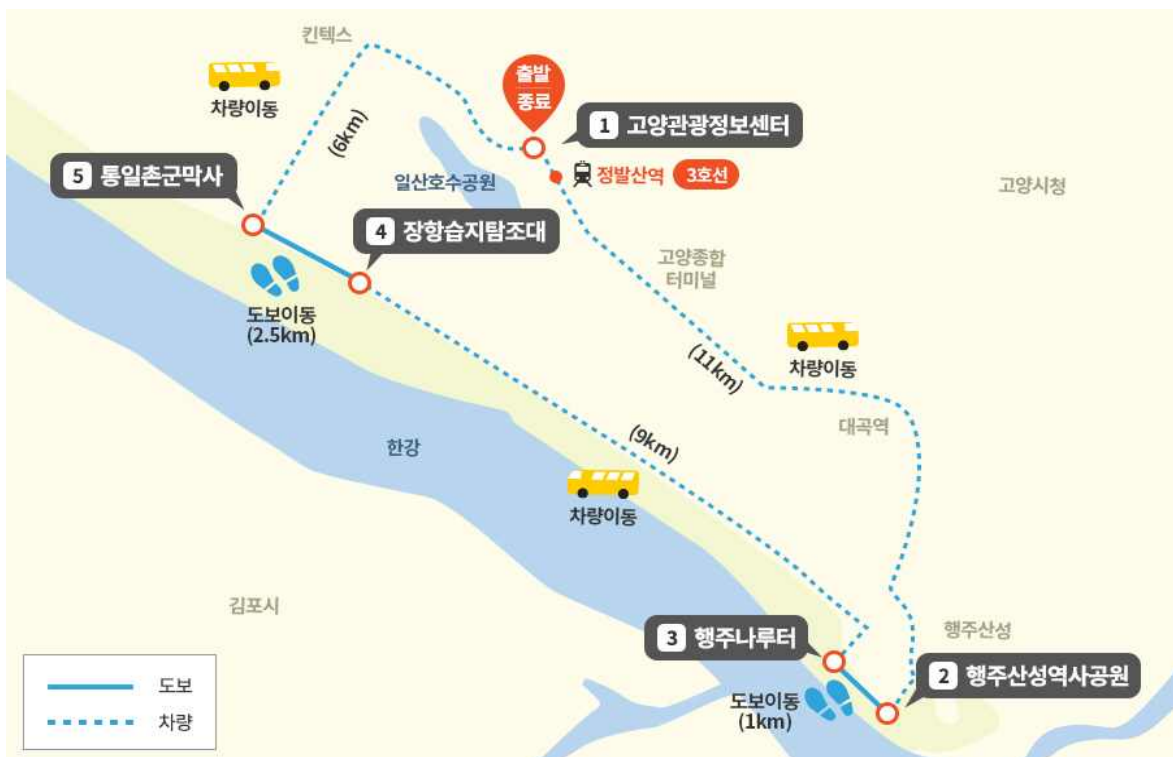 킨텍스
차량이동
출발
종료
1 고양관광정보센터
(6km)
정발산역 3호선
5 통일촌군막사
일산호수공원
고양시청
4 장항습지탐조대
고양종합
터미널
도보이동
(2.5km)
차량이동
(11km)
대곡역
(9km)
한강
차량이동
김포시
행주산성
3 행주나루터
2 행주산성역사공원
도보이동
(1km)
도보
차량